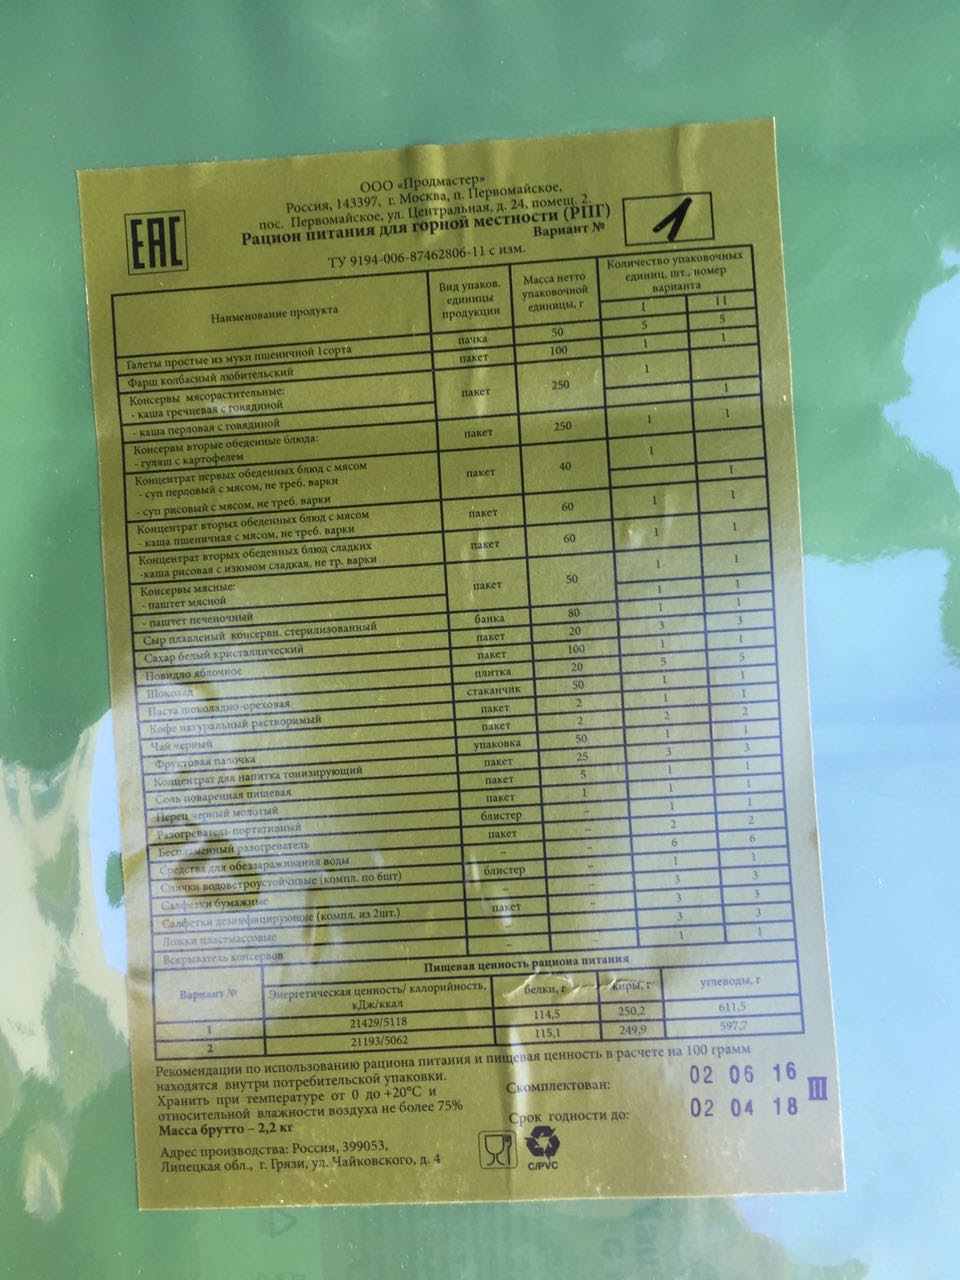 ООО «Продмастер»
Россия, 143397, г. Москва, п. Первомайское,
пос. Первомайское, ул. Центральная, д. 24, помещ. 2.
EAC
Рацион питания для горной местности (РПГ)
Вариант № 1
ТУ 9194-006-87462806-11 с изм.
Наименование продукта
Вид упаков. единицы продукции
Масса нетто упаковочной единицы, г
Количество упаковочных единиц, шт., номер варианта
I II
Галеты простые из муки пшеничной 1сорта пачка 50 5 5
Фарш колбасный любительский пакет 100 1 1
Консервы мясорастительные:
- каша гречневая с говядиной пакет 250 1
- каша перловая с говядиной 1
Консервы вторые обеденные блюда:
- гуляш с картофелем пакет 250 1 1
Концентрат первых обеденных блюд с мясом
- суп перловый с мясом, не треб. варки пакет 40 1
- суп рисовый с мясом, не треб. варки 1
Концентрат вторых обеденных блюд с мясом
- каша пшеничная с мясом, не треб. варки пакет 60 1 1
Концентрат вторых обеденных блюд сладких
-каша рисовая с изюмом сладкая, не тр. варки пакет 60 1 1
Консервы мясные:
- паштет мясной пакет 50 1 1
- паштет печеночный 1 1
Сыр плавленый консервн. стерилизованный банка 80 1 1
Сахар белый кристаллический пакет 20 3 3
Повидло яблочное пакет 100 1 1
Шоколад плитка 20 5 5
Паста шоколадно-ореховая стаканчик 50 1 1
Кофе натуральный растворимый пакет 2 1 1
Чай черный пакет 2 2 2
Фруктовая палочка упаковка 50 1 1
Концентрат для напитка тонизирующий пакет 25 3 3
Соль поваренная пищевая пакет 5 1 1
Перец черный молотый пакет 1 1 1
Разогреватель портативный блистер – 1 1
Беспламенный разогреватель пакет – 2 2
Средства для обеззараживания воды – – 6 6
Спички водоветроустойчивые (компл. по 6шт) блистер – 1 1
Салфетки бумажные – – 3 3
Салфетки дезинфицирующие (компл. из 2шт.) пакет – 3 3
Ложки пластмассовые 3 3
Вскрыватель консервов – – 1 1
Пищевая ценность рациона питания
Вариант № Энергетическая ценность/ калорийность, кДж/ккал белки, г жиры, г углеводы, г
1 21429/5118 114,5 250,2 611,5
2 21193/5062 115,1 249,9 597,7
Рекомендации по использованию рациона питания и пищевая ценность в расчете на 100 грамм
находятся внутри потребительской упаковки.
Хранить при температуре от 0 до +20°С и
относительной влажности воздуха не более 75%
Масса брутто – 2,2 кг
Скомплектован: 02 06 16
Срок годности до: 02 04 18
III
Адрес производства: Россия, 399053,
Липецкая обл., г. Грязи, ул. Чайковского, д. 4
C/PVC